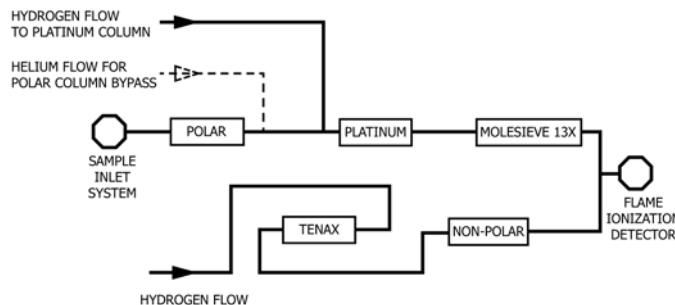 HYDROGEN FLOW
TO PLATINUM COLUMN
HELIUM FLOW FOR
POLAR COLUMN BYPASS
POLAR
PLATINUM
MOLESIEVE 13X
SAMPLE
INLET
SYSTEM
FLAME
IONIZATION
DETECTOR
TENAX
NON-POLAR
HYDROGEN FLOW